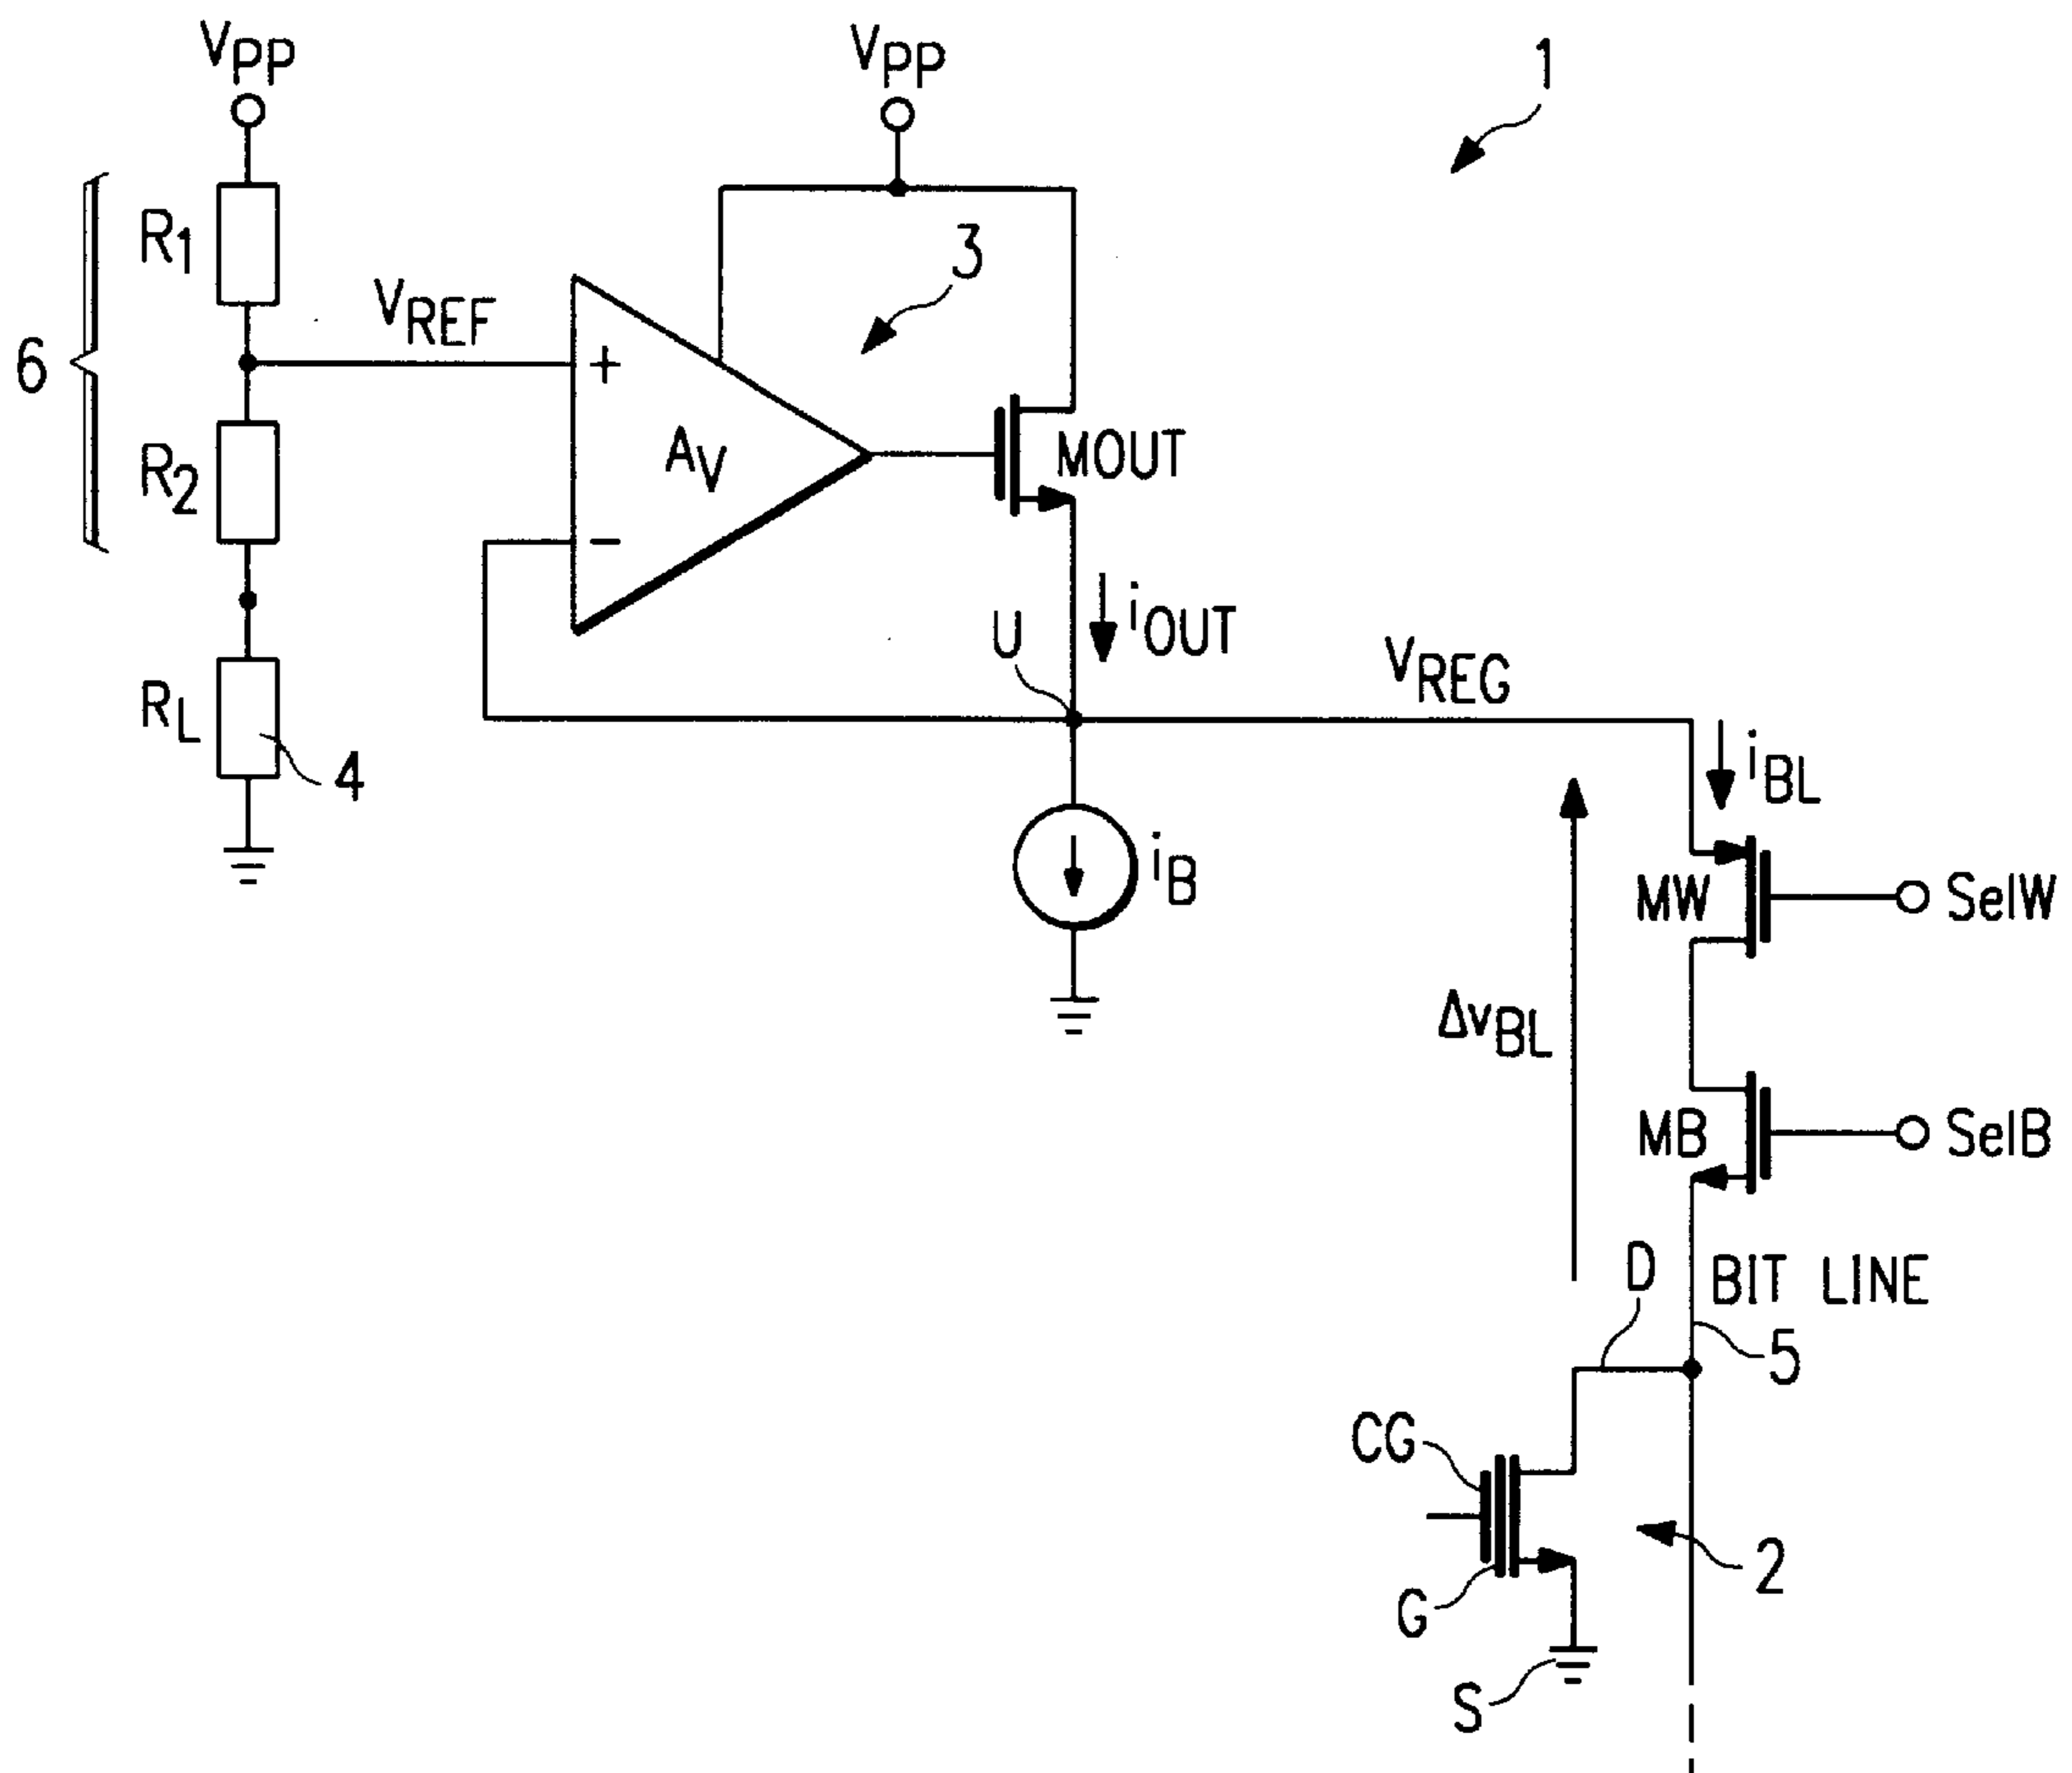 VPP
VPP
1
R1
3
VREF
+
6
AV
MOUT
R2
-
iOUT
U
VREG
RL
4
iBL
iB
MW
SelW
ΔvBL
MB
SelB
D
BIT LINE
5
CG
2
G
S